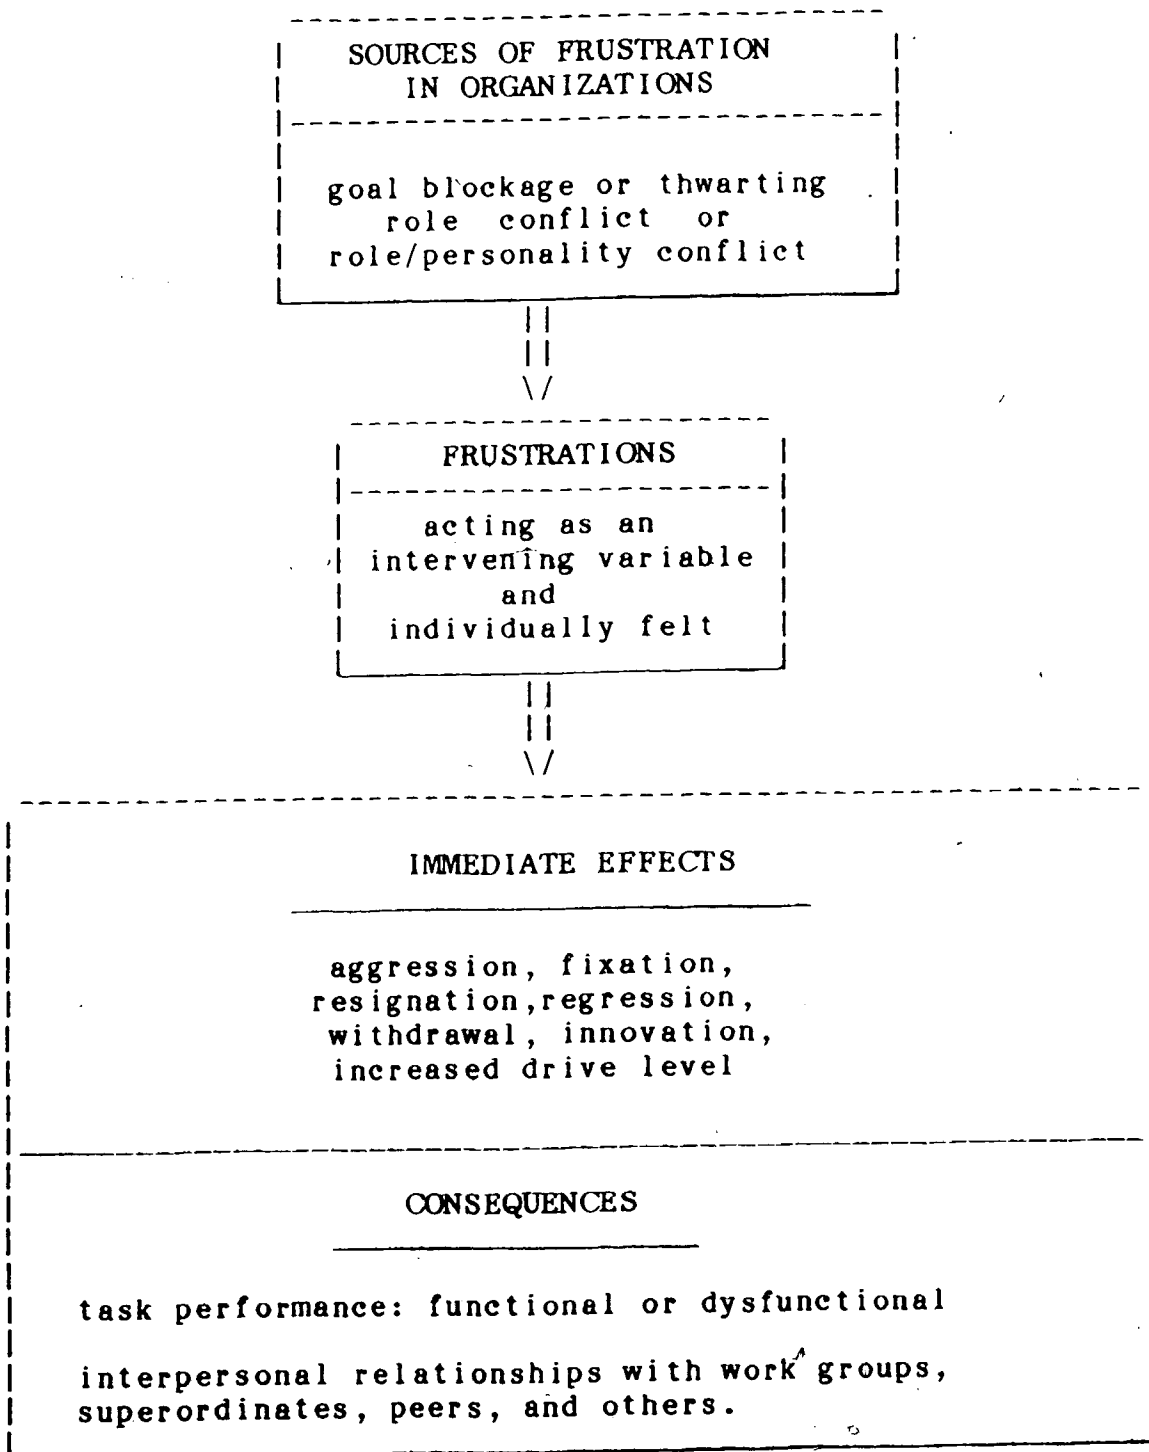 SOURCES OF FRUSTRATION
IN ORGANIZATIONS
goal blockage or thwarting
role conflict or
role/personality conflict
FRUSTRATIONS
acting as an
intervening variable
and
individually felt
IMMEDIATE EFFECTS
aggression, fixation,
resignation,regression,
withdrawal, innovation,
increased drive level
CONSEQUENCES
task performance: functional or dysfunctional
interpersonal relationships with work groups,
superordinates, peers, and others.